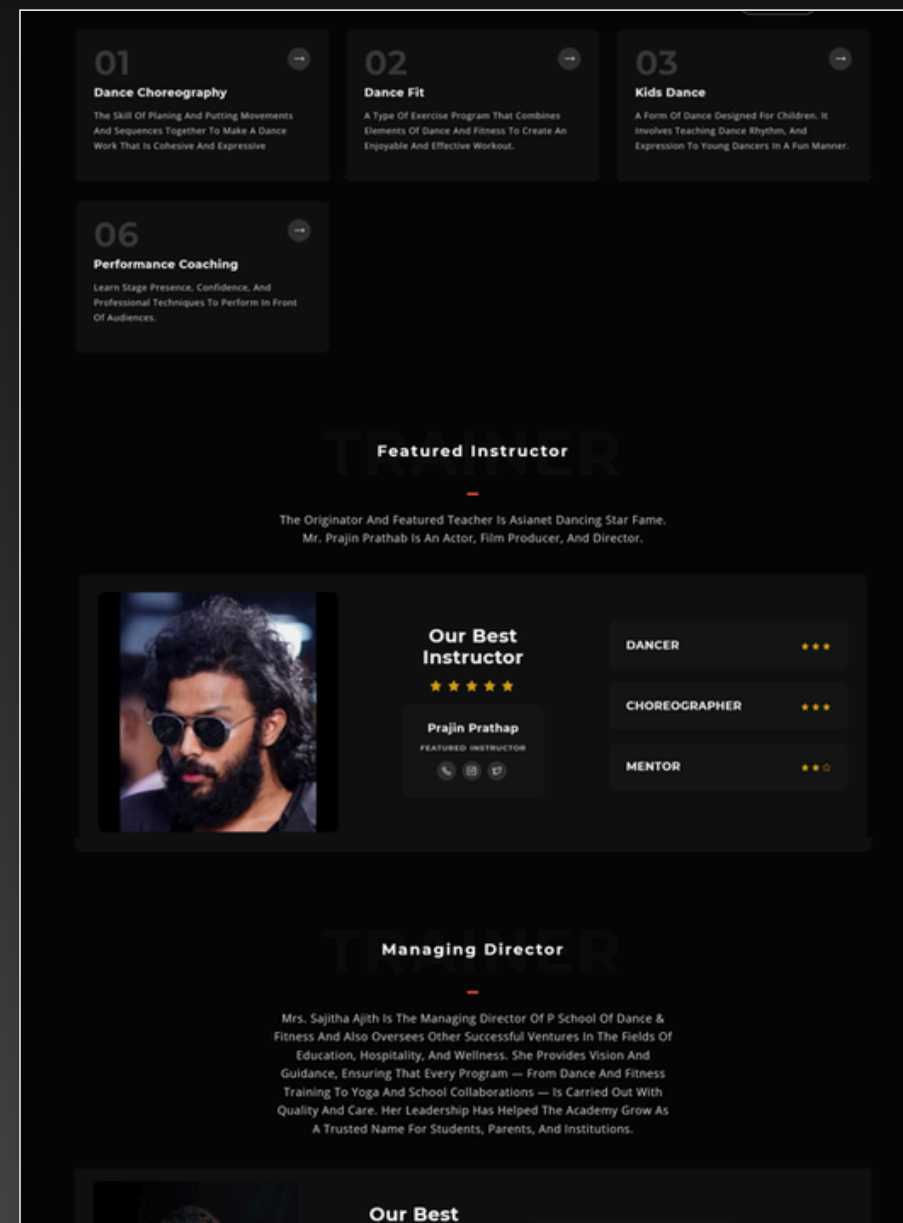 01
Dance Choreography
The Skill Of Planing And Putting Movements
And Sequences Together To Make A Dance
Work That Is Cohesive And Expressive
02
Dance Fit
A Type Of Exercise Program That Combines
Elements Of Dance And Fitness To Create An
Enjoyable And Effective Workout.
03
Kids Dance
A Form Of Dance Designed For Children. It
Involves Teaching Dance Rhythm, And
Expression To Young Dancers In A Fun Manner.
06
Performance Coaching
Learn Stage Presence, Confidence, And
Professional Techniques To Perform In Front
Of Audiences.
TRAINER
Featured Instructor
The Originator And Featured Teacher Is Asianet Dancing Star Fame.
Mr. Prajin Prathab Is An Actor, Film Producer, And Director.
Our Best
Instructor
Prajin Prathap
FEATURED INSTRUCTOR
DANCER
CHOREOGRAPHER
MENTOR
TRAINER
Managing Director
Mrs. Sajitha Ajith Is The Managing Director Of P School Of Dance &
Fitness And Also Oversees Other Successful Ventures In The Fields Of
Education, Hospitality, And Wellness. She Provides Vision And
Guidance, Ensuring That Every Program — From Dance And Fitness
Training To Yoga And School Collaborations — Is Carried Out With
Quality And Care. Her Leadership Has Helped The Academy Grow As
A Trusted Name For Students, Parents, And Institutions.
Our Best